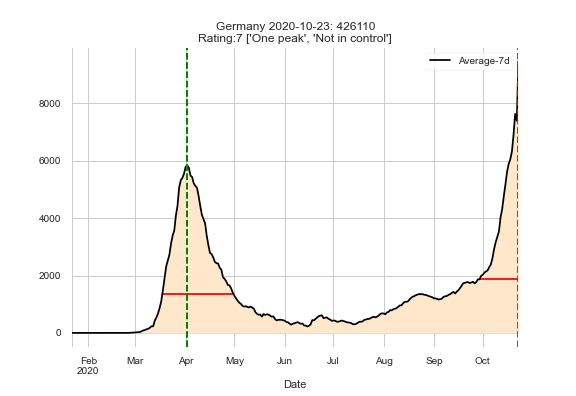 Germany 2020-10-23: 426110
Rating:7 ['One peak', 'Not in control']
Average-7d
8000
6000
4000
2000
0
Feb Mar Apr May Jun Jul Aug Sep Oct
2020
Date